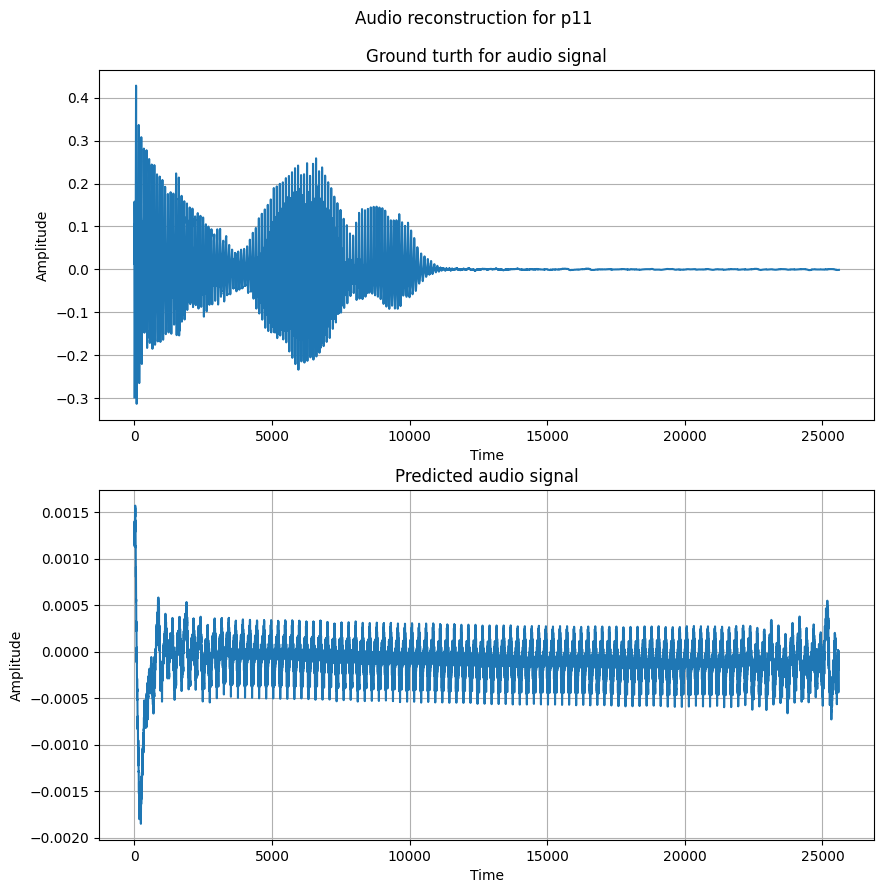 Audio reconstruction for p11
Ground turth for audio signal
0.4
0.3
0.2
0.1
0.0
−0.1
−0.2
−0.3
Amplitude
0 5000 10000 15000 20000 25000
Time
Predicted audio signal
0.0015
0.0010
0.0005
0.0000
−0.0005
−0.0010
−0.0015
−0.0020
Amplitude
0 5000 10000 15000 20000 25000
Time